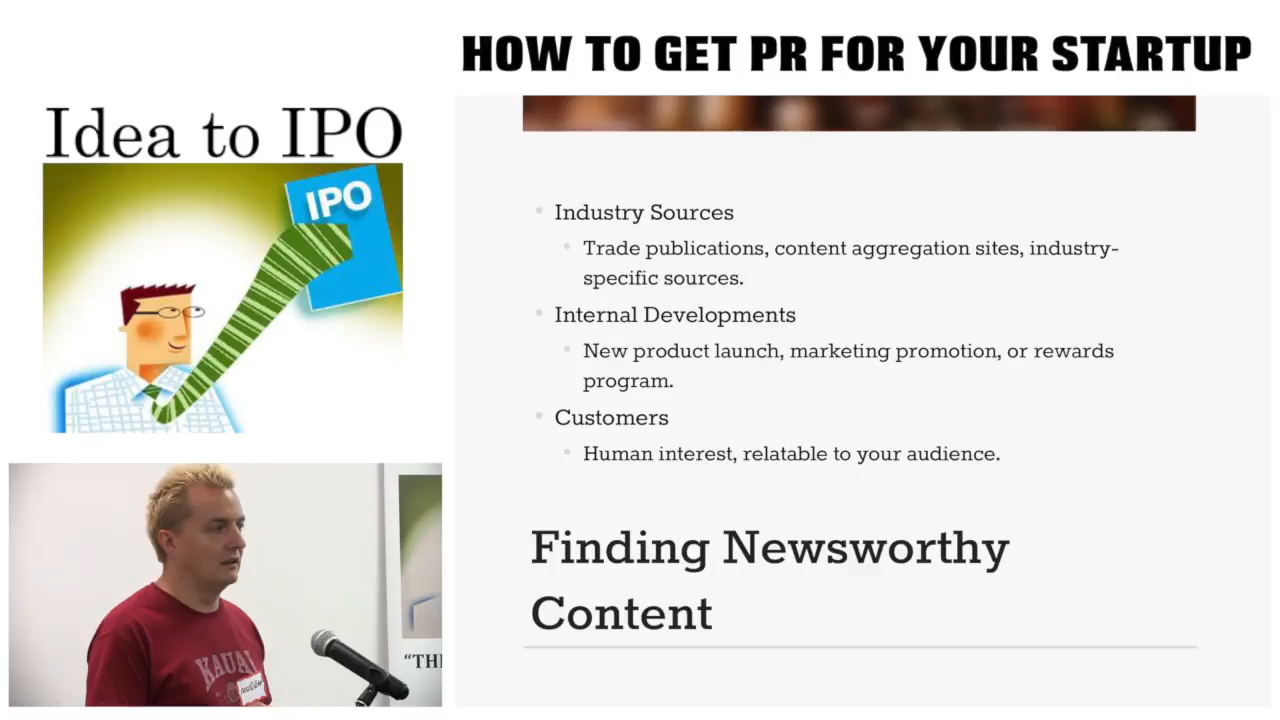 HOW TO GET PR FOR YOUR STARTUP
Idea to IPO
IPO
Industry Sources
Trade publications, content aggregation sites, industry-
specific sources.
Internal Developments
New product launch, marketing promotion, or rewards
program.
Customers
Human interest, relatable to your audience.
Finding Newsworthy
Content
KAUAI
“THE